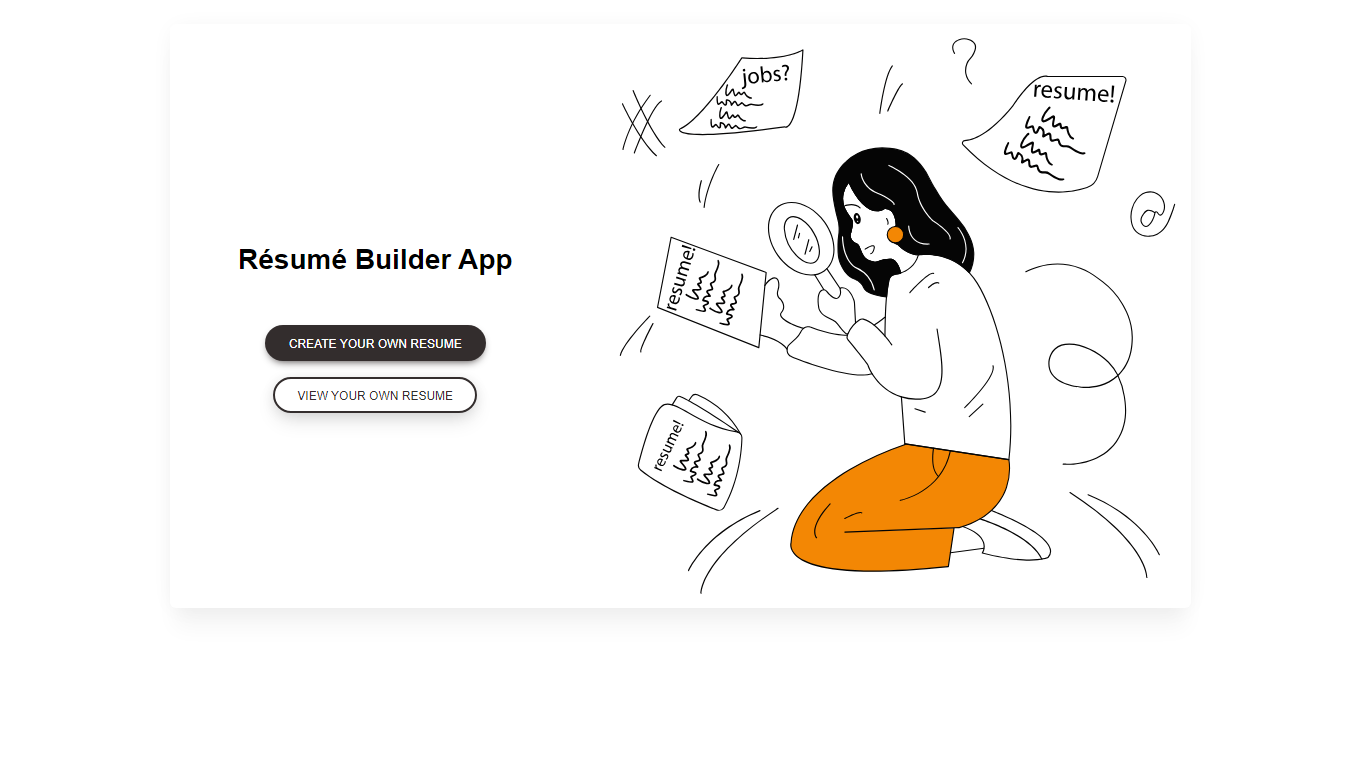 jobs?
resume!
resume!
Résumé Builder App
CREATE YOUR OWN RESUME
VIEW YOUR OWN RESUME
resume!